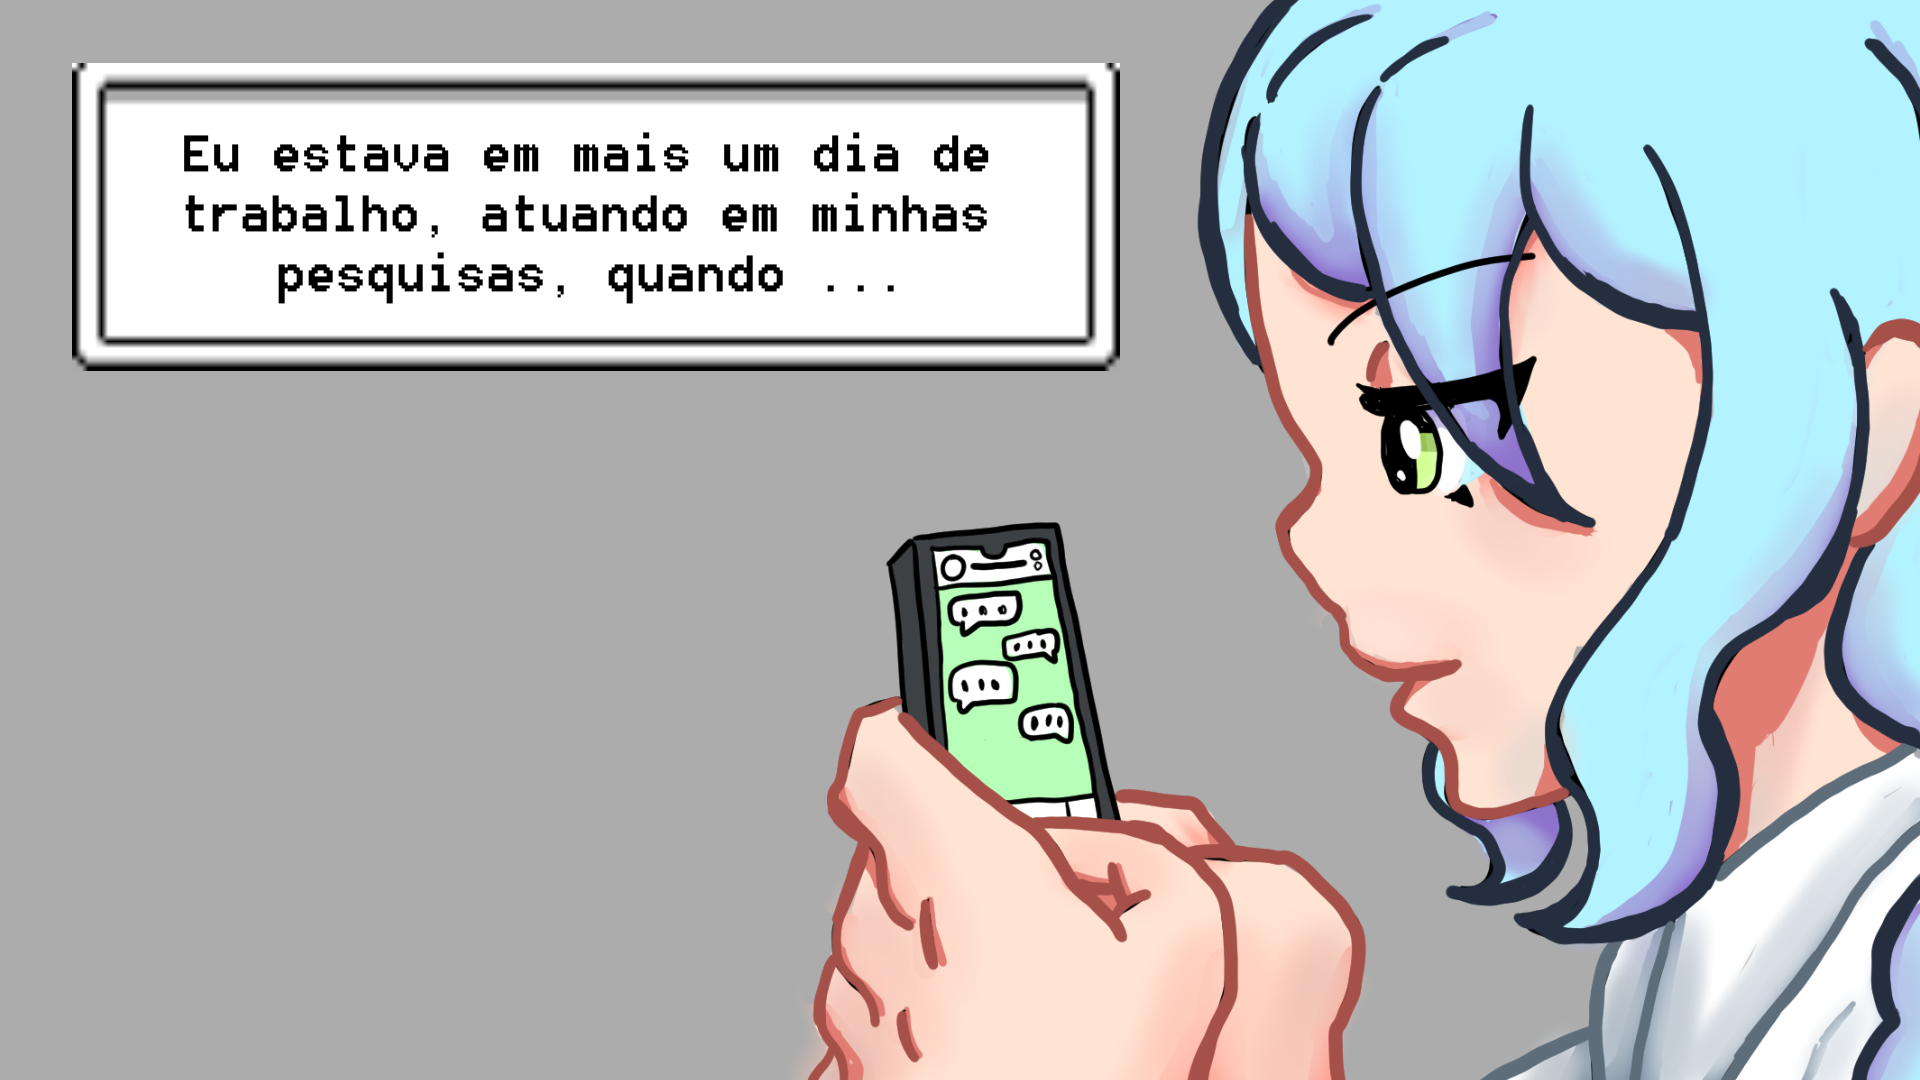 Eu estava em mais um dia de
trabalho, atuando em minhas
pesquisas, quando ...